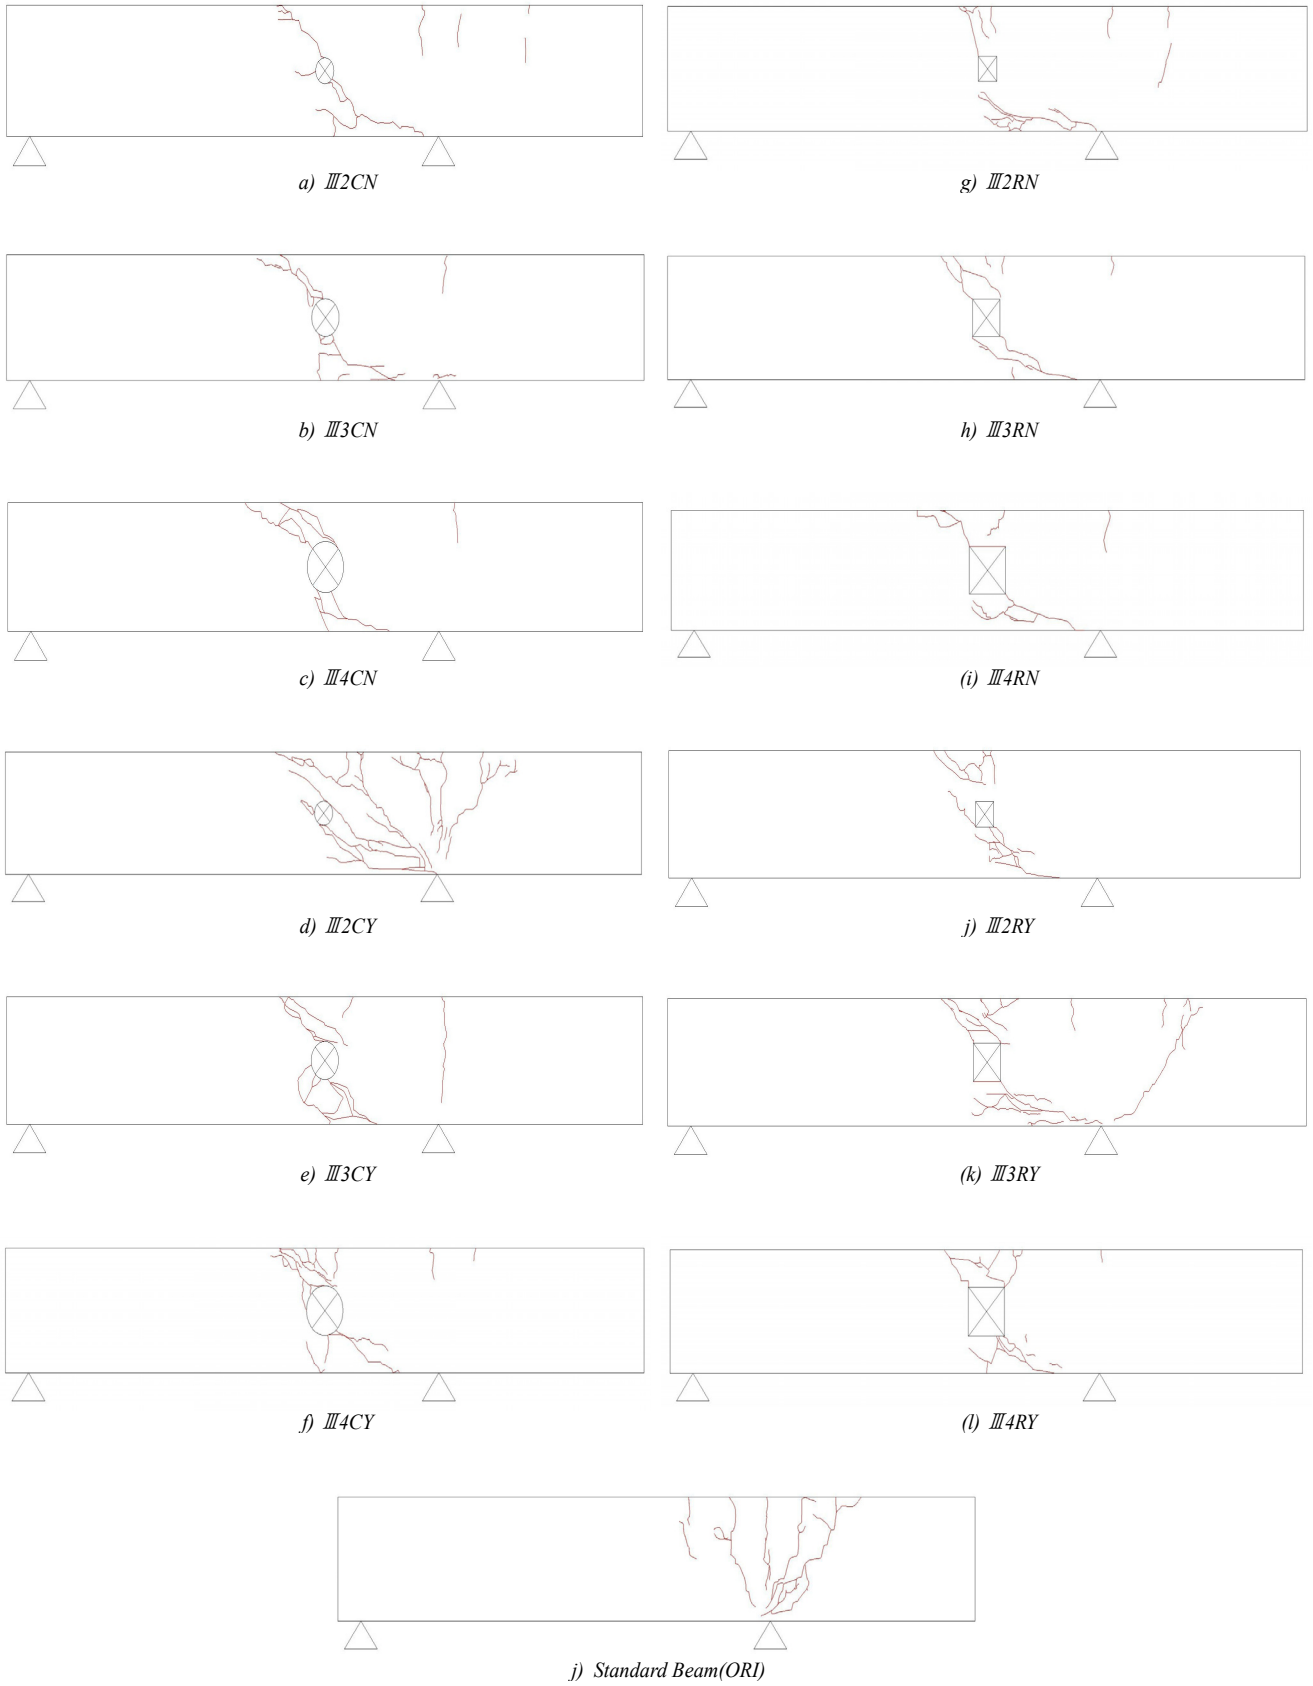 a) Ⅲ2CN
g) Ⅲ2RN
b) Ⅲ3CN
h) Ⅲ3RN
c) Ⅲ4CN
(i) Ⅲ4RN
d) Ⅲ2CY
j) Ⅲ2RY
e) Ⅲ3CY
(k) Ⅲ3RY
f) Ⅲ4CY
(l) Ⅲ4RY
j) Standard Beam(ORI)